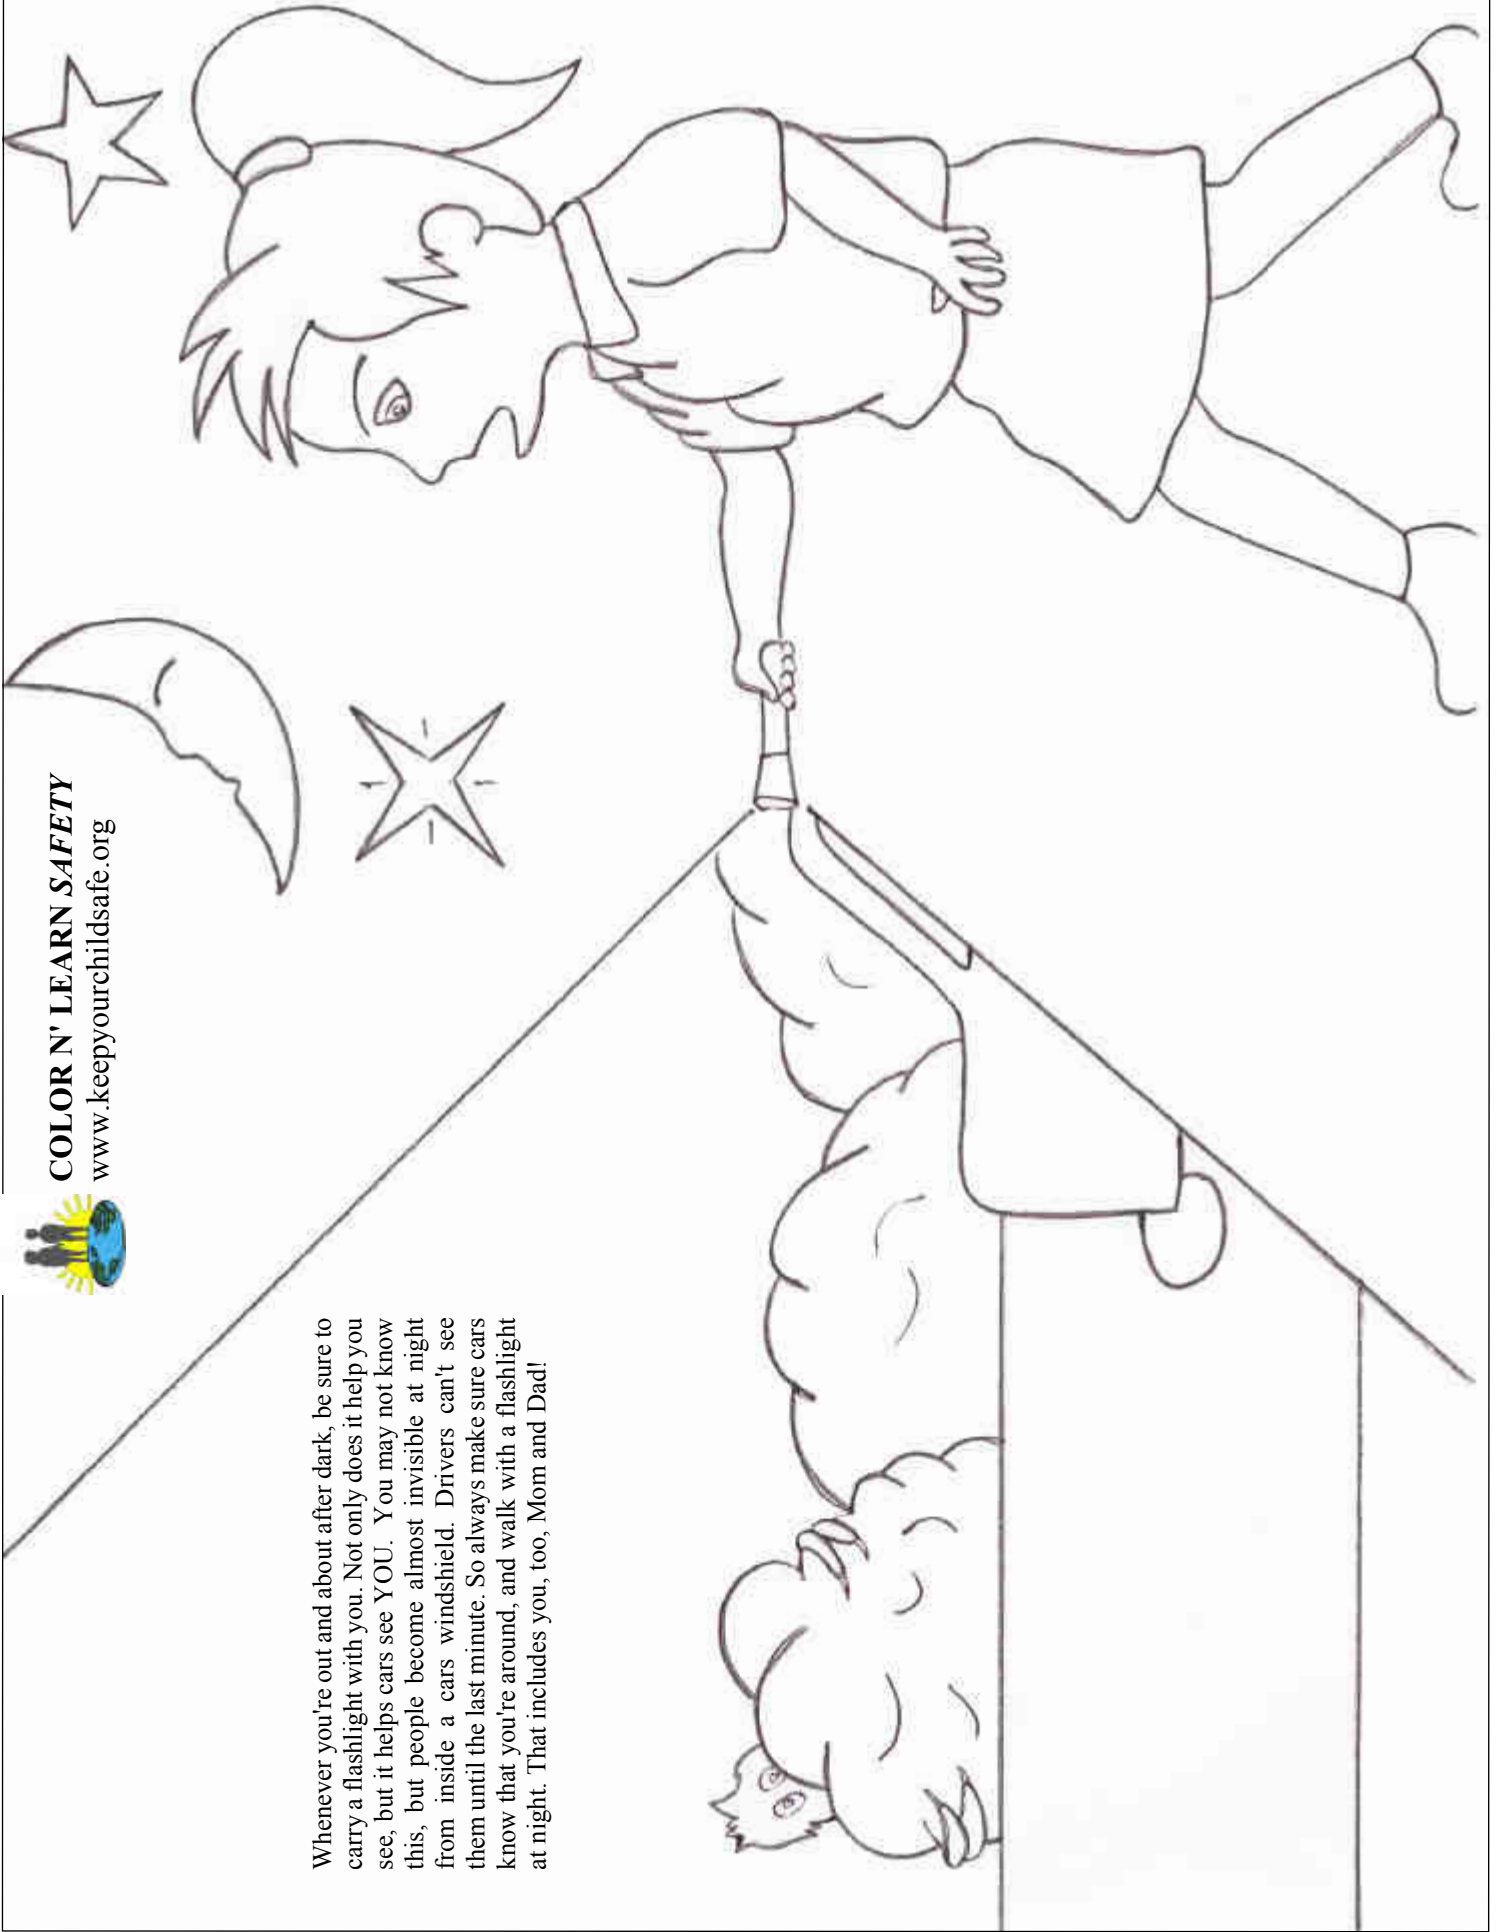 COLOR N' LEARN SAFETY
www.keepyourchildsafe.org
Whenever you're out and about after dark, be sure to
carry a flashlight with you. Not only does it help you
see, but it helps cars see YOU. You may not know
this, but people become almost invisible at night
from inside a cars windshield. Drivers can't see
them until the last minute. So always make sure cars
know that you're around, and walk with a flashlight
at night. That includes you, too, Mom and Dad!